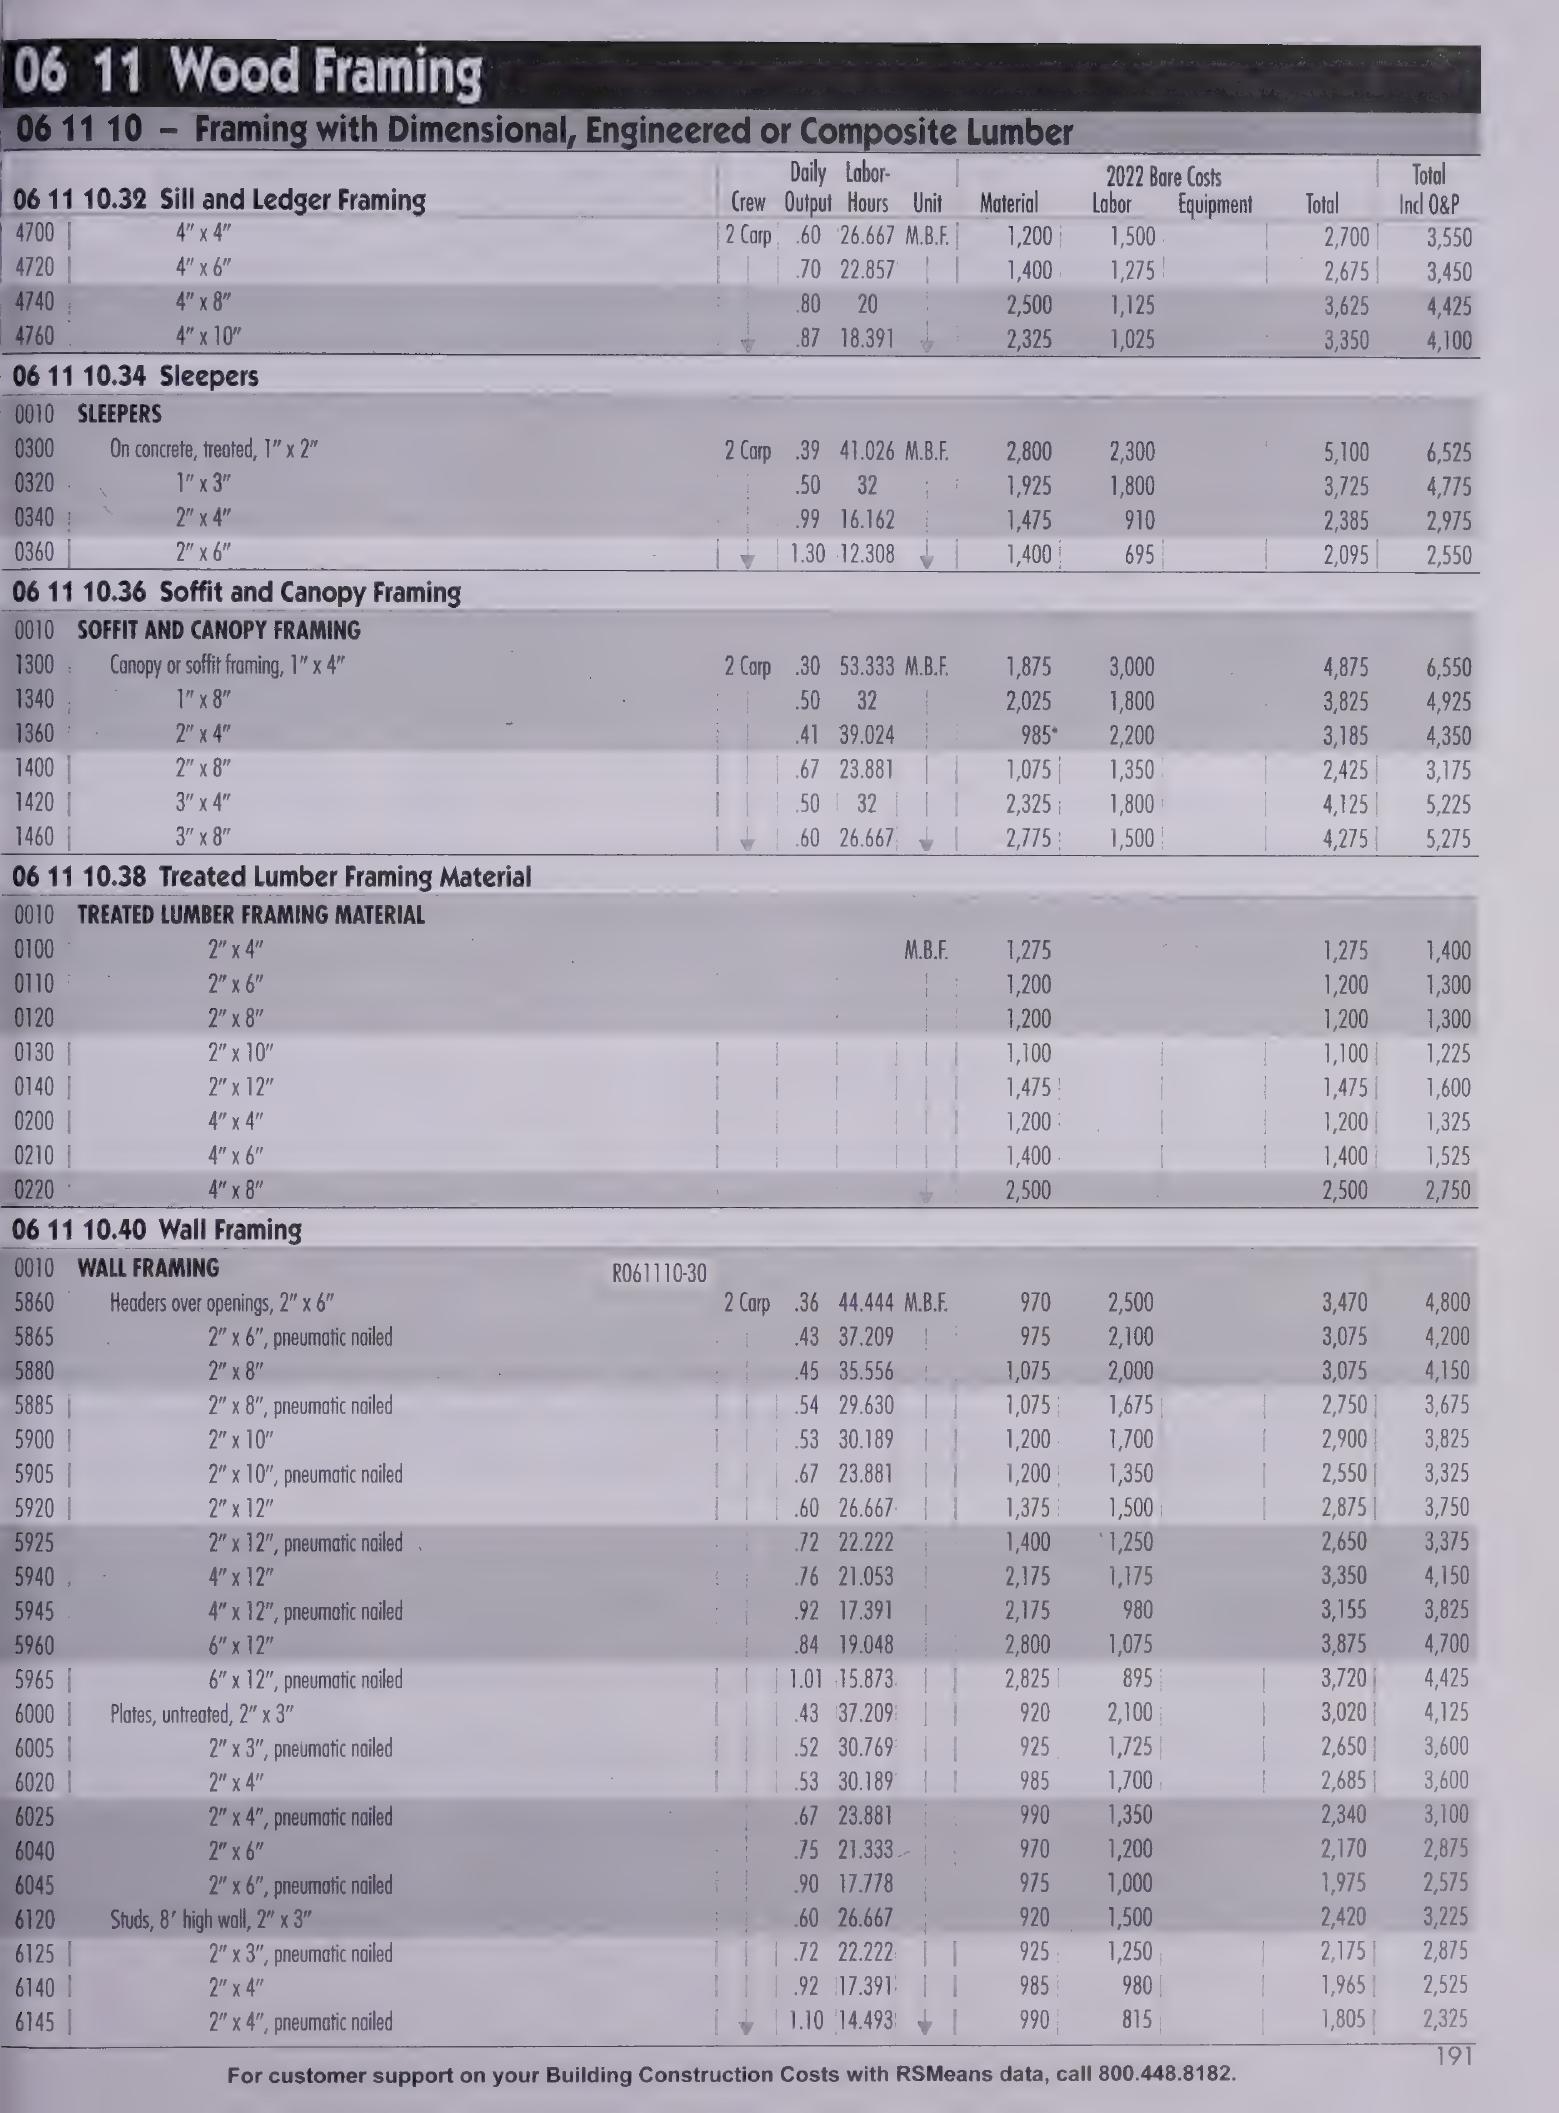 06 11 Wood Framing
06 11 10 – Framing with Dimensional, Engineered or Composite Lumber
Daily Labor- 2022 Bare Costs Total
06 11 10.32 Sill and Ledger Framing Crew Output Hours Unit Material Labor Equipment Total Incl O&P
4700 4" x 4" 2 Carp .60 26.667 M.B.F. 1,200 1,500 2,700 3,550
4720 4" x 6" .70 22.857 1,400 1,275 2,675 3,450
4740 4" x 8" .80 20 2,500 1,125 3,625 4,425
4760 4" x 10" .87 18.391 2,325 1,025 3,350 4,100
06 11 10.34 Sleepers
0010 SLEEPERS
0300 On concrete, treated, 1" x 2" 2 Carp .39 41.026 M.B.F. 2,800 2,300 5,100 6,525
0320 1" x 3" .50 32 1,925 1,800 3,725 4,775
0340 2" x 4" .99 16.162 1,475 910 2,385 2,975
0360 2" x 6" 1.30 12.308 1,400 695 2,095 2,550
06 11 10.36 Soffit and Canopy Framing
0010 SOFFIT AND CANOPY FRAMING
1300 Canopy or soffit framing, 1" x 4" 2 Carp .30 53.333 M.B.F. 1,875 3,000 4,875 6,550
1340 1" x 8" .50 32 2,025 1,800 3,825 4,925
1360 2" x 4" .41 39.024 985 2,200 3,185 4,350
1400 2" x 8" .67 23.881 1,075 1,350 2,425 3,175
1420 3" x 4" .50 32 2,325 1,800 4,125 5,225
1460 3" x 8" .60 26.667 2,775 1,500 4,275 5,275
06 11 10.38 Treated Lumber Framing Material
0010 TREATED LUMBER FRAMING MATERIAL
0100 2" x 4" M.B.F. 1,275 1,275 1,400
0110 2" x 6" 1,200 1,200 1,300
0120 2" x 8" 1,200 1,200 1,300
0130 2" x 10" 1,100 1,100 1,225
0140 2" x 12" 1,475 1,475 1,600
0200 4" x 4" 1,200 1,200 1,325
0210 4" x 6" 1,400 1,400 1,525
0220 4" x 8" 2,500 2,500 2,750
06 11 10.40 Wall Framing
0010 WALL FRAMING R061110-30
5860 Headers over openings, 2" x 6" 2 Carp .36 44.444 M.B.F. 970 2,500 3,470 4,800
5865 2" x 6", pneumatic nailed .43 37.209 975 2,100 3,075 4,200
5880 2" x 8" .45 35.556 1,075 2,000 3,075 4,150
5885 2" x 8", pneumatic nailed .54 29.630 1,075 1,675 2,750 3,675
5900 2" x 10" .53 30.189 1,200 1,700 2,900 3,825
5905 2" x 10", pneumatic nailed .67 23.881 1,200 1,350 2,550 3,325
5920 2" x 12" .60 26.667 1,375 1,500 2,875 3,750
5925 2" x 12", pneumatic nailed .72 22.222 1,400 1,250 2,650 3,375
5940 4" x 12" .76 21.053 2,175 1,175 3,350 4,150
5945 4" x 12", pneumatic nailed .92 17.391 2,175 980 3,155 3,825
5960 6" x 12" .84 19.048 2,800 1,075 3,875 4,700
5965 6" x 12", pneumatic nailed 1.01 15.873 2,825 895 3,720 4,425
6000 Plates, untreated, 2" x 3" .43 37.209 920 2,100 3,020 4,125
6005 2" x 3", pneumatic nailed .52 30.769 925 1,725 2,650 3,600
6020 2" x 4" .53 30.189 985 1,700 2,685 3,600
6025 2" x 4", pneumatic nailed .67 23.881 990 1,350 2,340 3,100
6040 2" x 6" .75 21.333 970 1,200 2,170 2,875
6045 2" x 6", pneumatic nailed .90 17.778 975 1,000 1,975 2,575
6120 Studs, 8' high wall, 2" x 3" .60 26.667 920 1,500 2,420 3,225
6125 2" x 3", pneumatic nailed .72 22.222 925 1,250 2,175 2,875
6140 2" x 4" .92 17.391 985 980 1,965 2,525
6145 2" x 4", pneumatic nailed 1.10 14.493 990 815 1,805 2,325
191
For customer support on your Building Construction Costs with RSMeans data, call 800.448.8182.